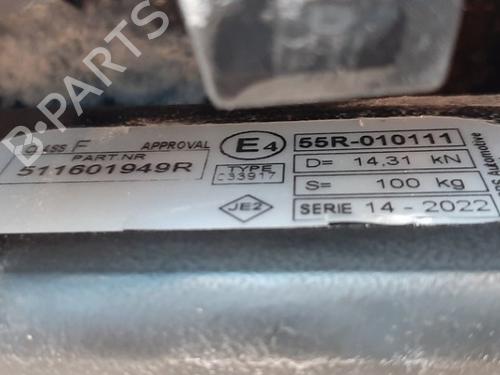 B-PARTS
CLASS F APPROVAL E4 55R-010111
PART.NR TYPE D= 14.31 kN
511601949R C33917 S= 100 kg
JE2 SERIE 14 - 2022
Automotive